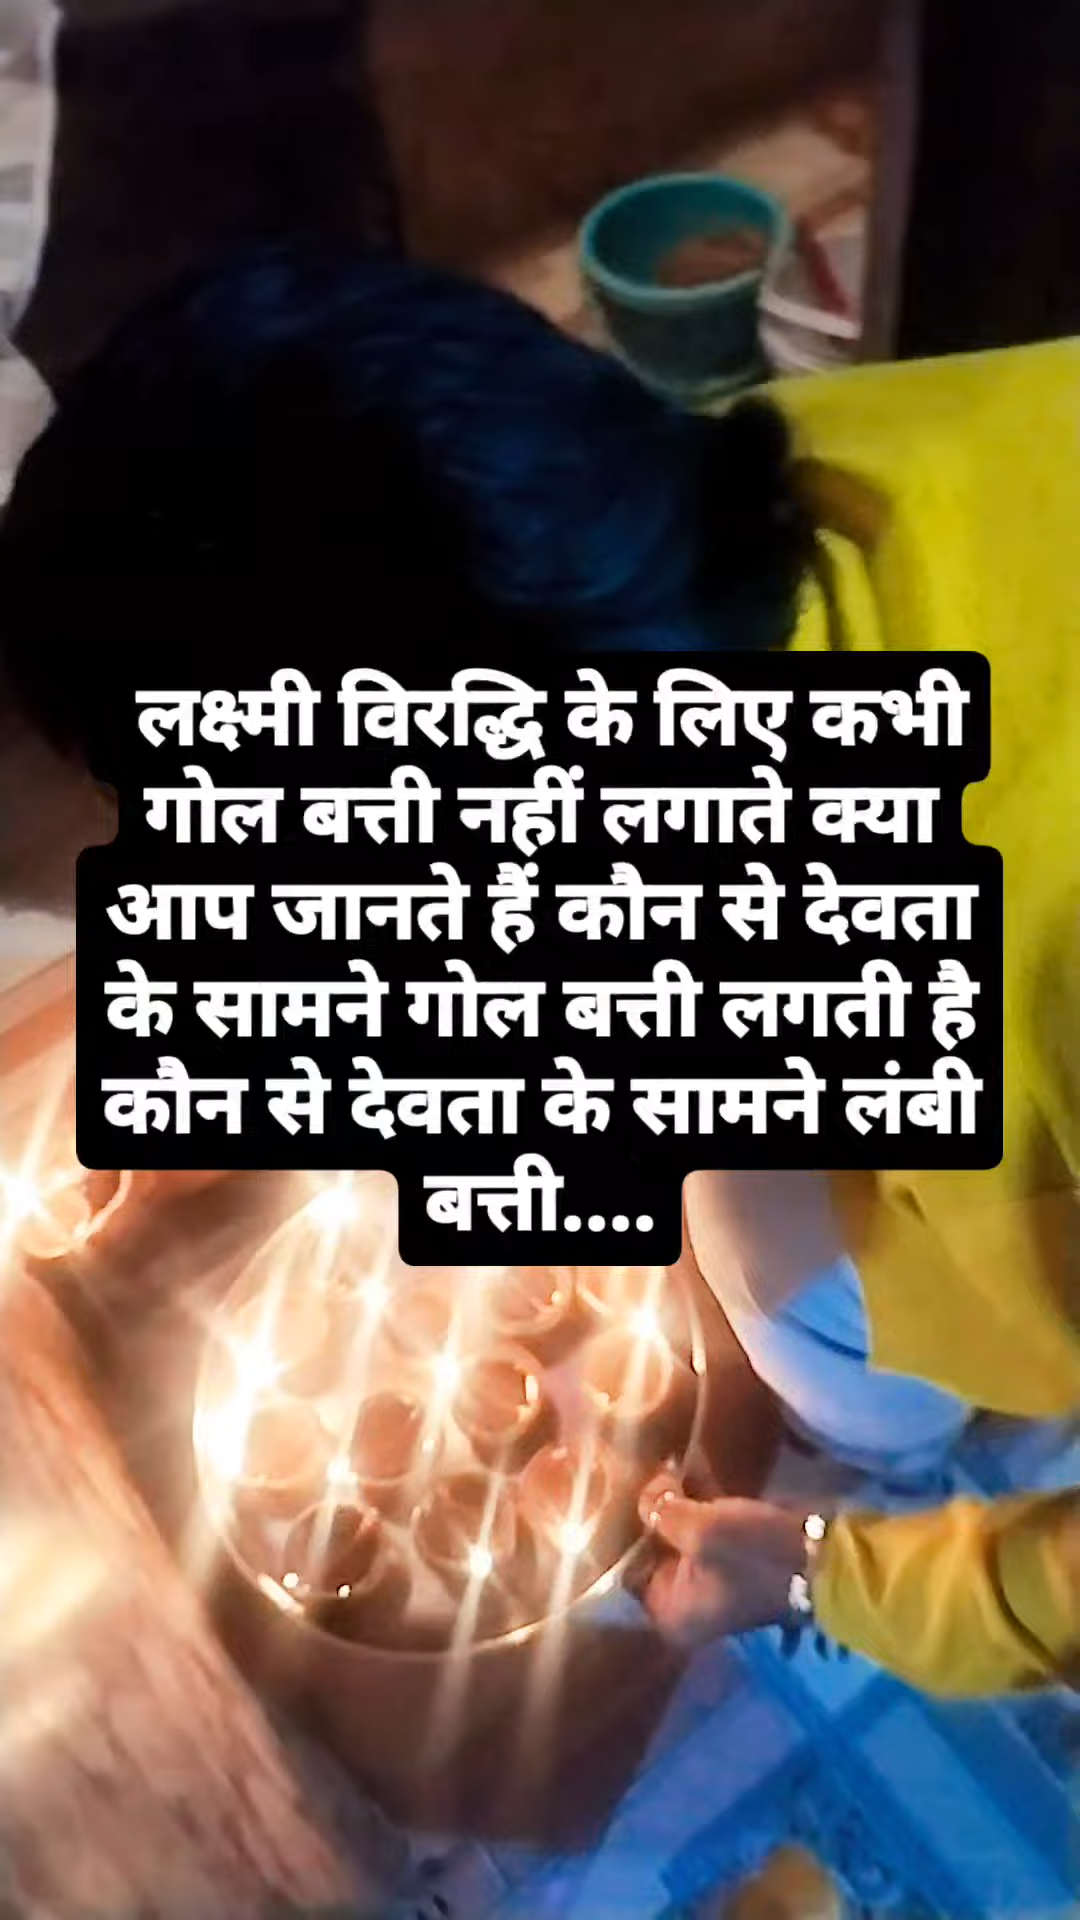 लक्ष्मी विरद्धि के लिए कभी
गोल बत्ती नहीं लगाते क्या
आप जानते हैं कौन से देवता
के सामने गोल बत्ती लगती है
कौन से देवता के सामने लंबी
बत्ती....